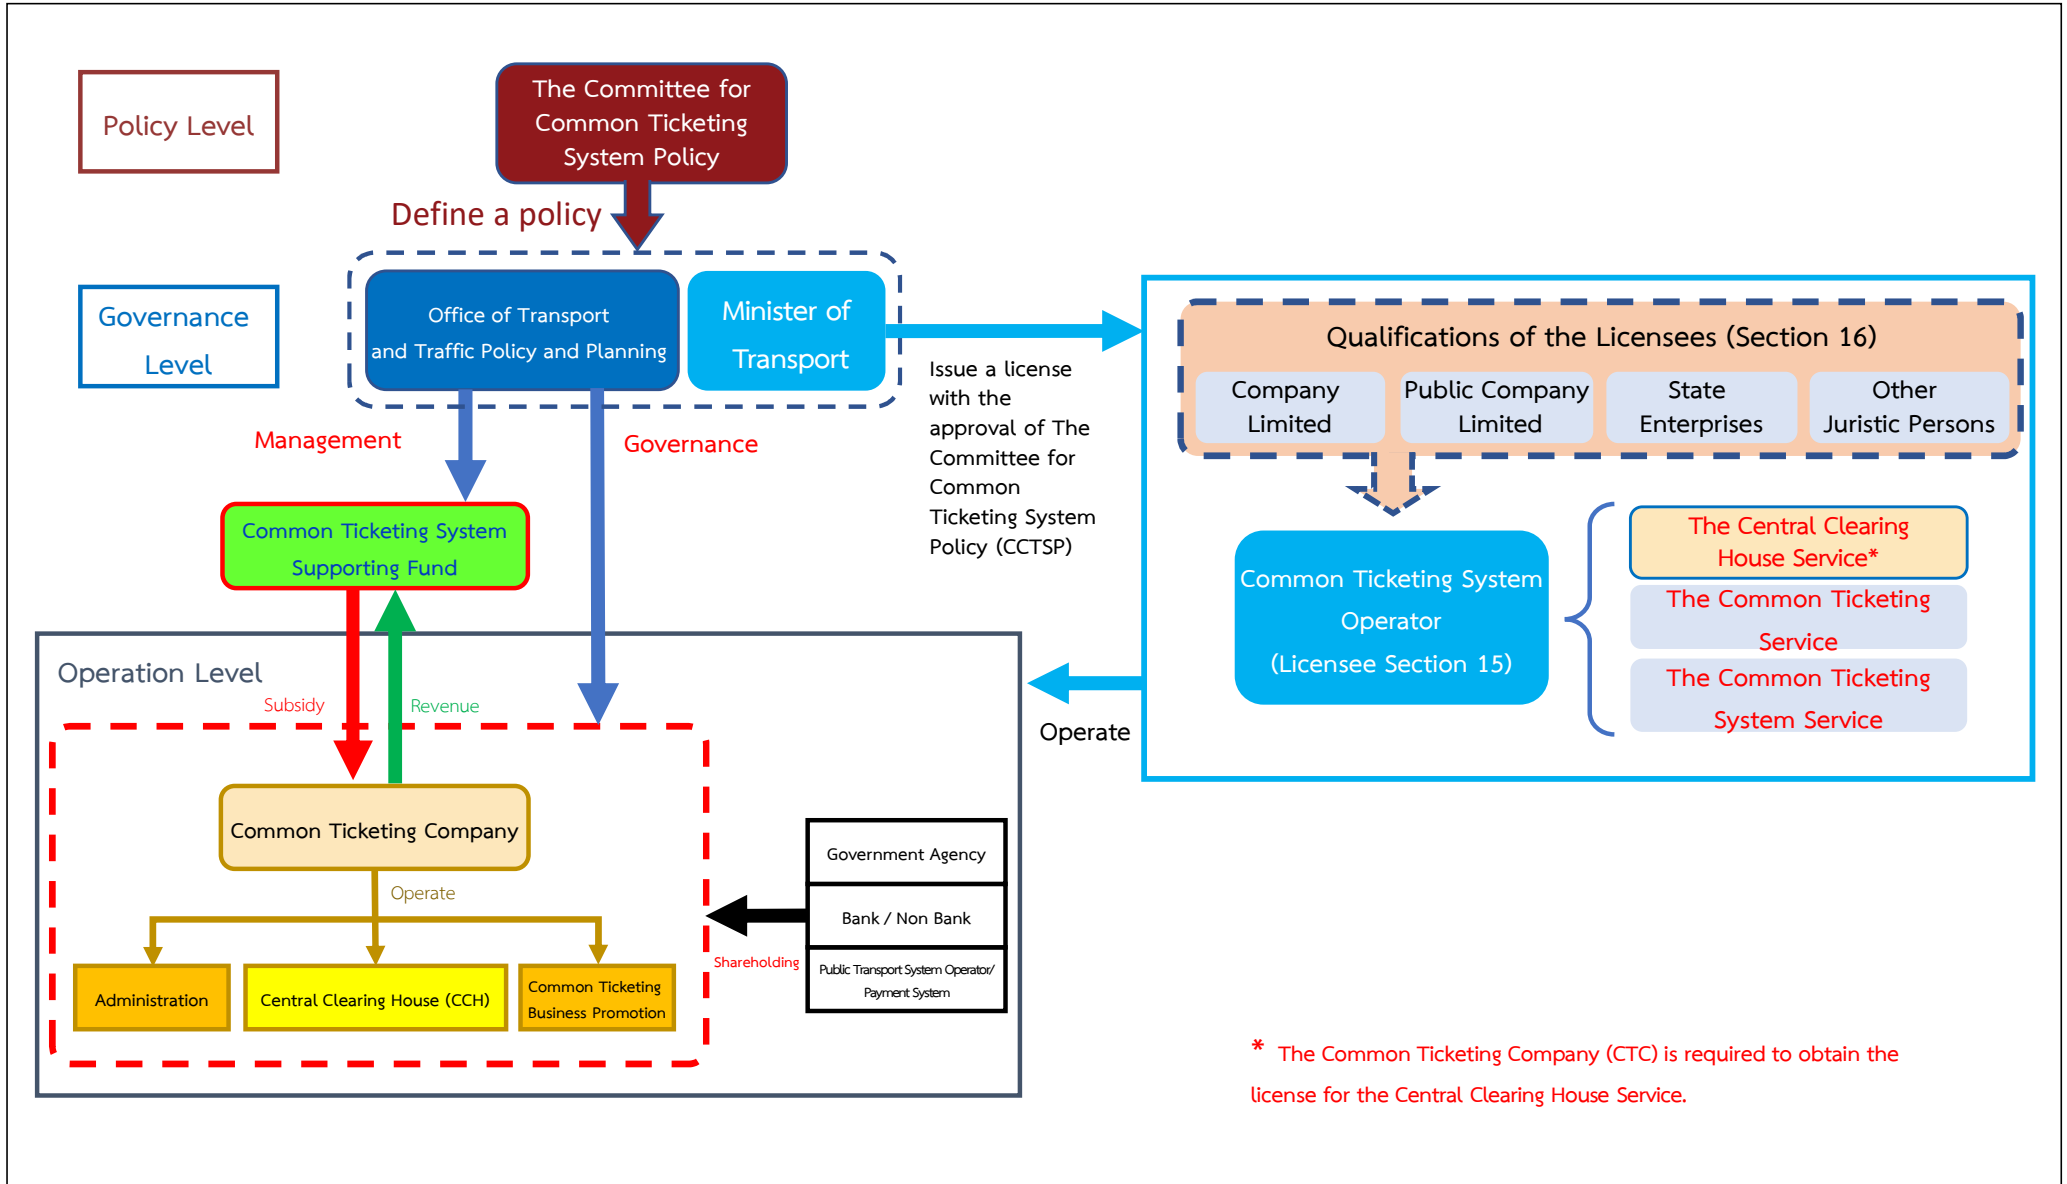 Policy Level
The Committee for
Common Ticketing
System Policy
Define a policy
Governance
Level
Office of Transport
and Traffic Policy and Planning
Minister of
Transport
Management
Governance
Issue a license
with the
approval of The
Committee for
Common
Ticketing System
Policy (CCTSP)
Qualifications of the Licensees (Section 16)
Company
Limited
Public Company
Limited
State
Enterprises
Other
Juristic Persons
Common Ticketing System
Operator
(Licensee Section 15)
The Central Clearing
House Service*
The Common Ticketing
Service
The Common Ticketing
System Service
Common Ticketing System
Supporting Fund
Operation Level
Subsidy
Revenue
Operate
Common Ticketing Company
Operate
Administration
Central Clearing House (CCH)
Common Ticketing
Business Promotion
Shareholding
Government Agency
Bank / Non Bank
Public Transport System Operator/
Payment System
* The Common Ticketing Company (CTC) is required to obtain the
license for the Central Clearing House Service.